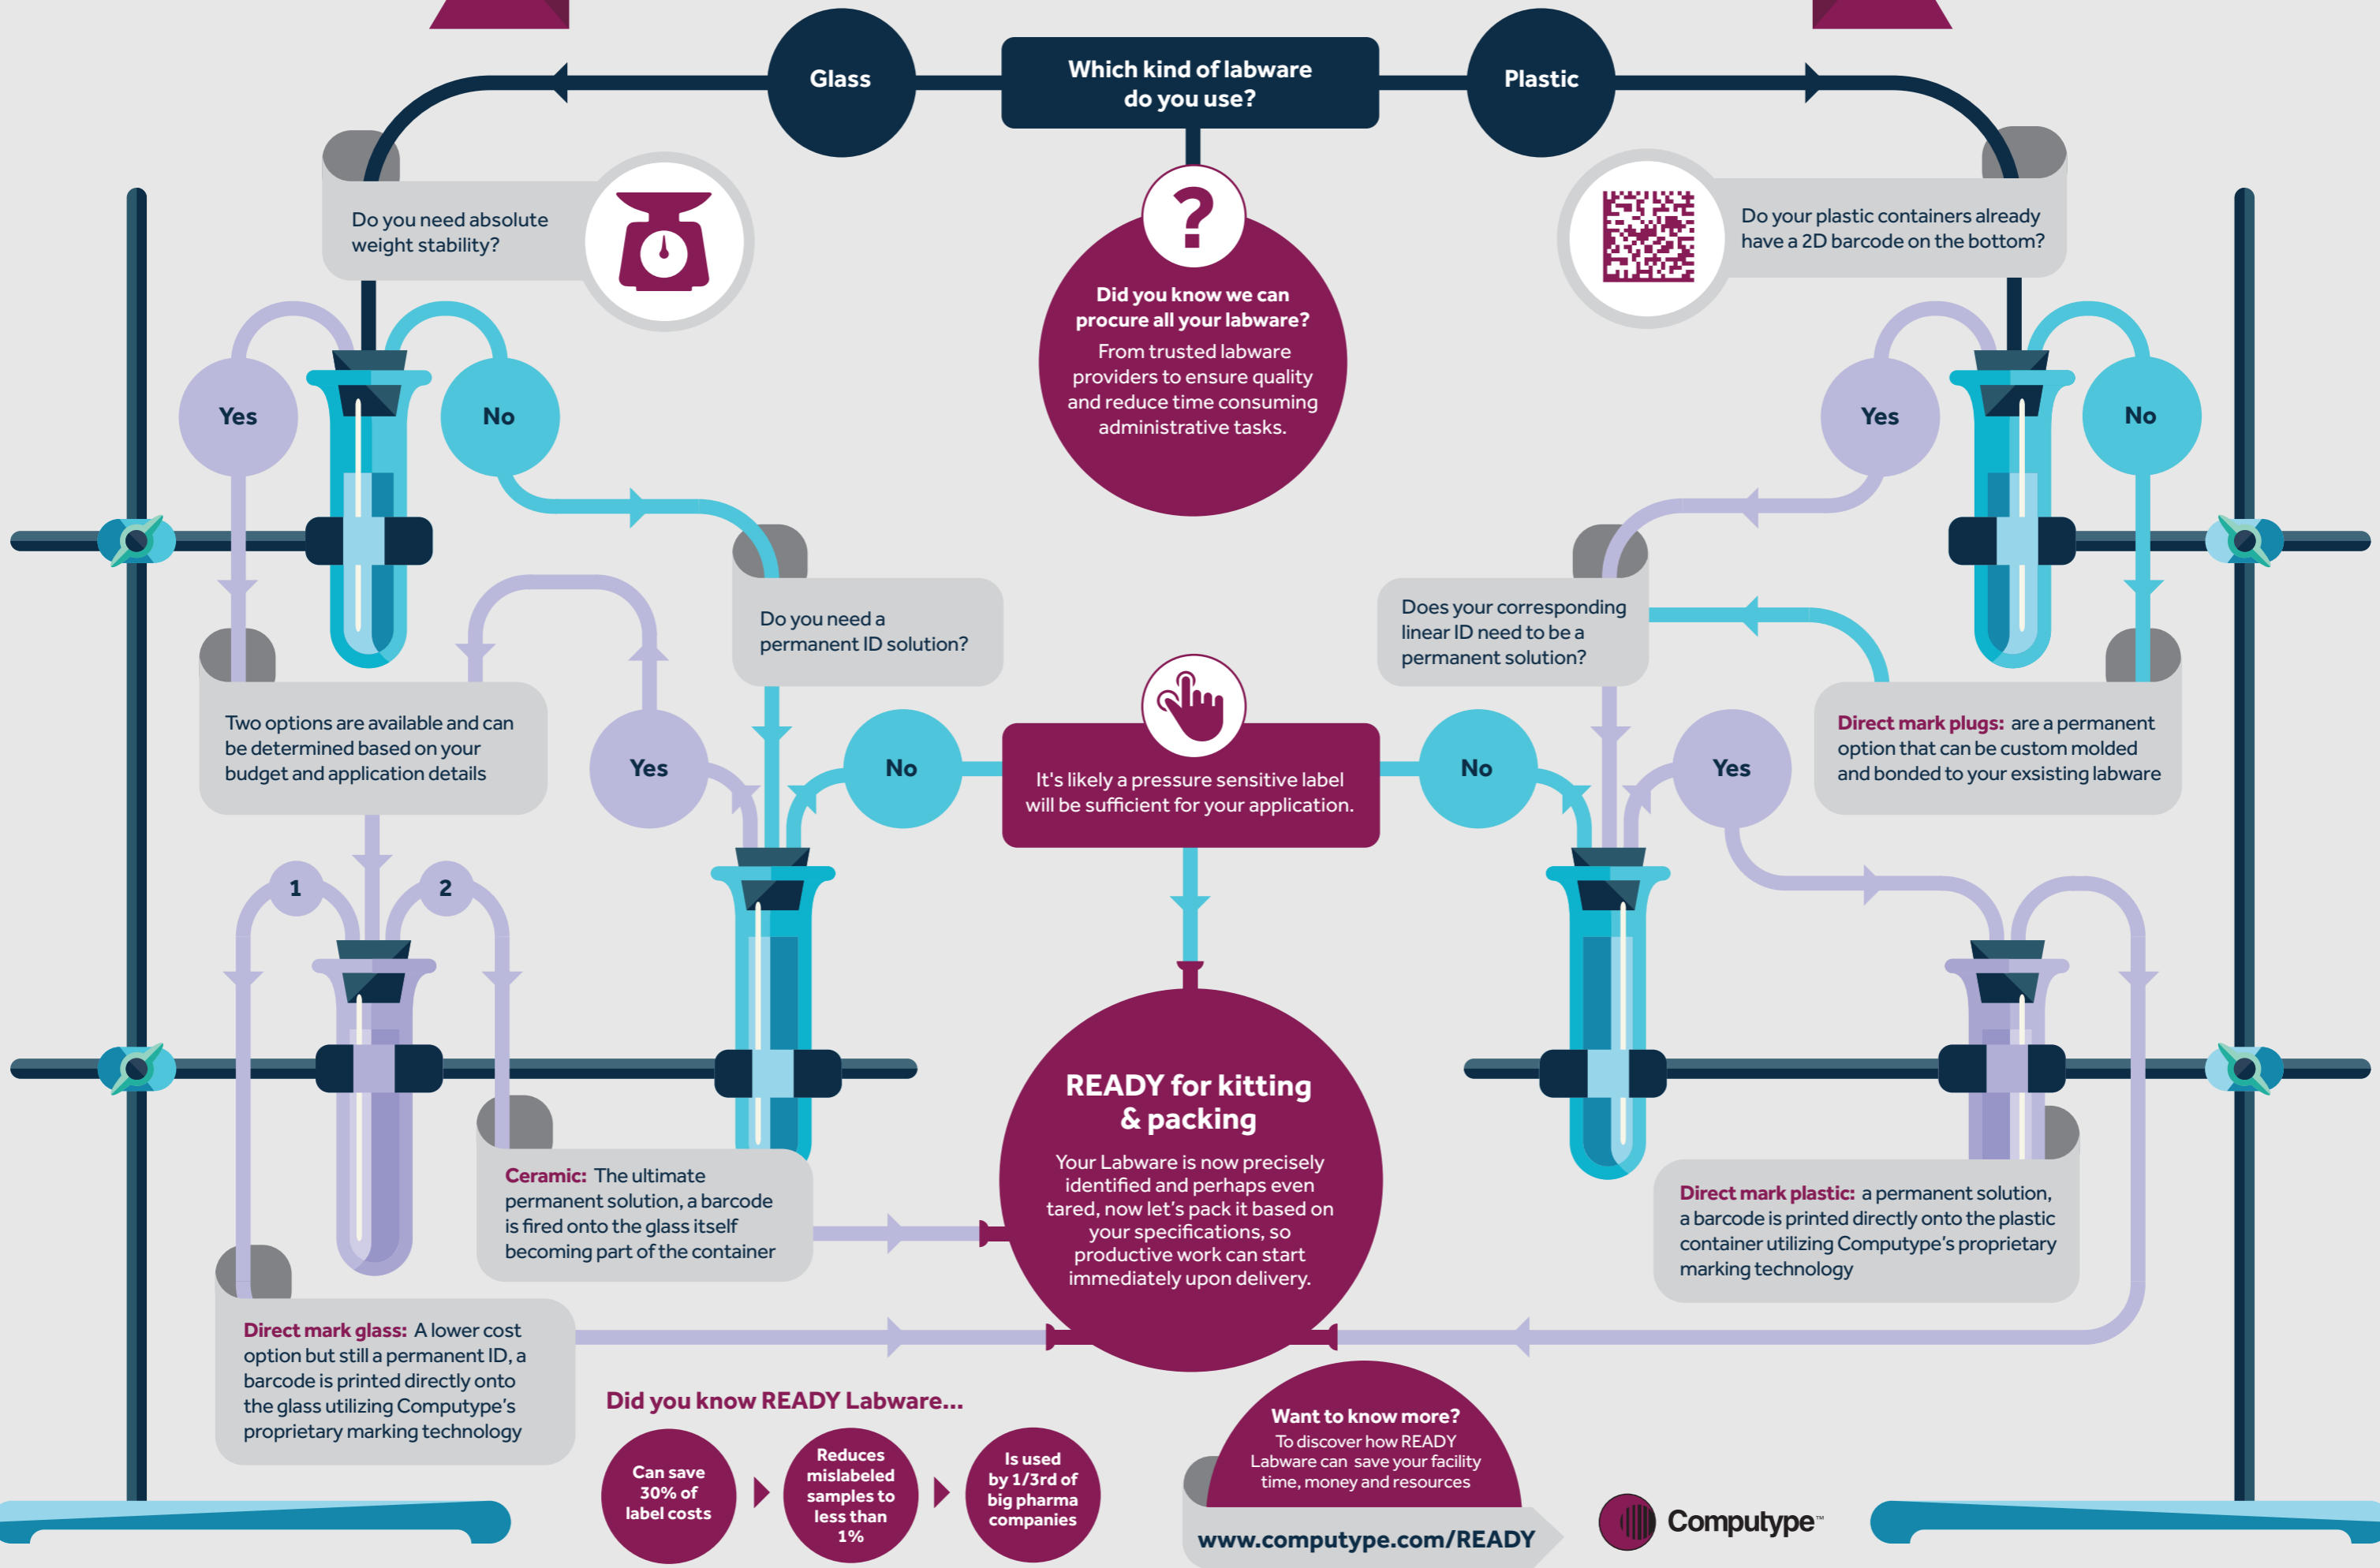 Glass
Which kind of labware
do you use?
Plastic
Do you need absolute
weight stability?
Do your plastic containers already
have a 2D barcode on the bottom?
?
Did you know we can
procure all your labware?
From trusted labware
providers to ensure quality
and reduce time consuming
administrative tasks.
Yes
No
Yes
No
Do you need a
permanent ID solution?
Does your corresponding
linear ID need to be a
permanent solution?
Two options are available and can
be determined based on your
budget and application details
Yes
No
It's likely a pressure sensitive label
will be sufficient for your application.
No
Yes
Direct mark plugs: are a permanent
option that can be custom molded
and bonded to your exsisting labware
1
2
READY for kitting
& packing
Your Labware is now precisely
identified and perhaps even
tared, now let's pack it based on
your specifications, so
productive work can start
immediately upon delivery.
Ceramic: The ultimate
permanent solution, a barcode
is fired onto the glass itself
becoming part of the container
Direct mark plastic: a permanent solution,
a barcode is printed directly onto the plastic
container utilizing Computype's proprietary
marking technology
Direct mark glass: A lower cost
option but still a permanent ID, a
barcode is printed directly onto
the glass utilizing Computype's
proprietary marking technology
Did you know READY Labware...
Can save
30% of
label costs
Reduces
mislabeled
samples to
less than
1%
Is used
by 1/3rd of
big pharma
companies
Want to know more?
To discover how READY
Labware can save your facility
time, money and resources
www.computype.com/READY
Computype™